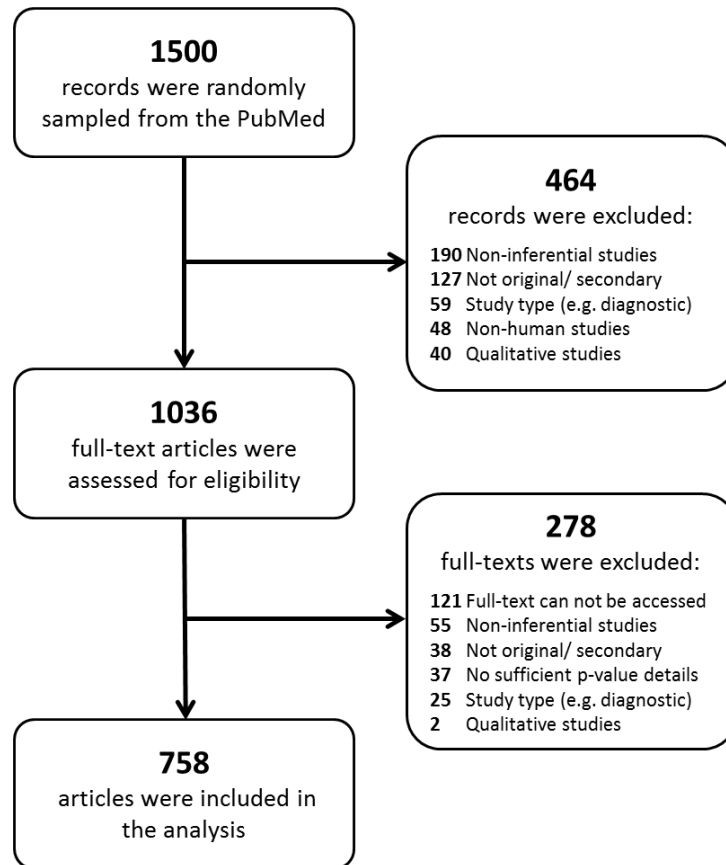 1500
records were randomly
sampled from the PubMed
464
records were excluded:
190 Non-inferential studies
127 Not original/ secondary
59 Study type (e.g. diagnostic)
48 Non-human studies
40 Qualitative studies
1036
full-text articles were
assessed for eligibility
278
full-texts were excluded:
121 Full-text can not be accessed
55 Non-inferential studies
38 Not original/ secondary
37 No sufficient p-value details
25 Study type (e.g. diagnostic)
2 Qualitative studies
758
articles were included in
the analysis